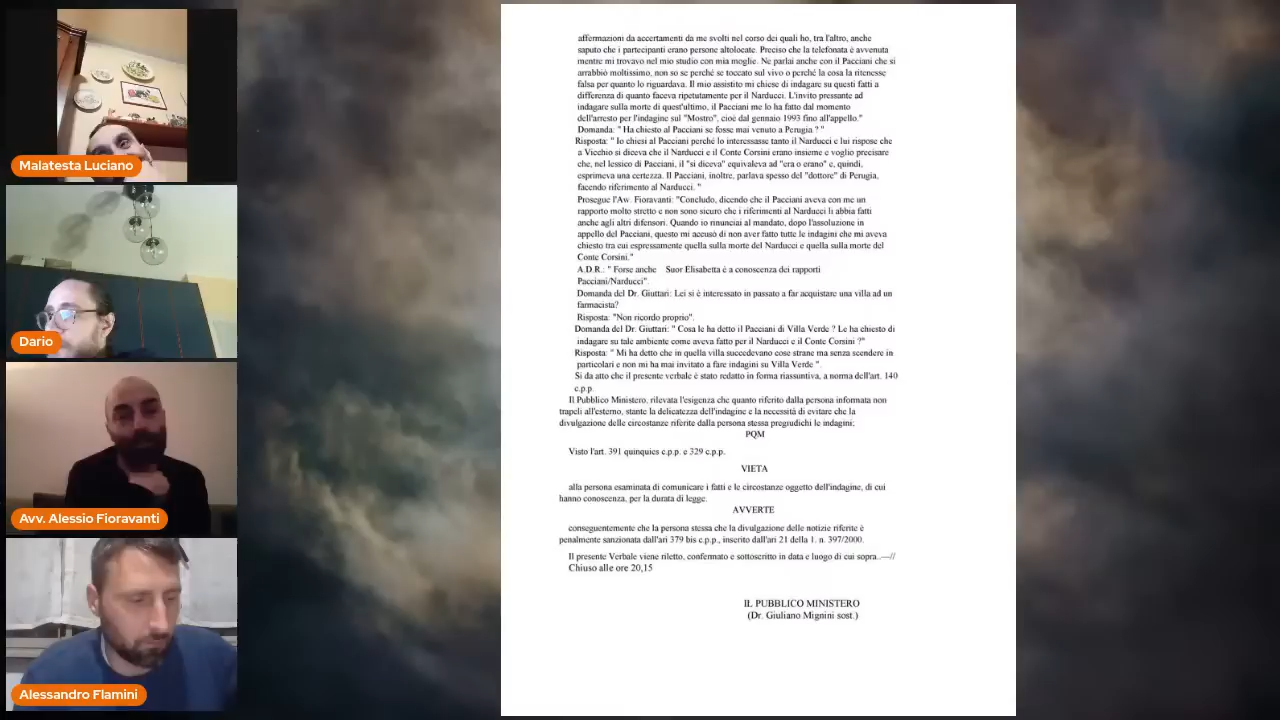 Malatesta Luciano
Dario
Avv. Alessio Fioravanti
Alessandro Flamini
affermazioni da accertamenti da me svolti nel corso dei quali ho, tra l'altro, anche
saputo che i partecipanti erano persone altolocate. Preciso che la telefonata è avvenuta
mentre mi trovavo nel mio studio con mia moglie. Ne parlai anche con il Pacciani che si
arrabbiò moltissimo, non so se perché se toccato sul vivo o perché la cosa la ritenesse
falsa per quanto lo riguardava. Il mio assistito mi chiese di indagare su questi fatti a
differenza di quanto faceva ripetutamente per il Narducci. L'invito pressante ad
indagare sulla morte di quest'ultimo, il Pacciani me lo ha fatto dal momento
dell'arresto per l'indagine sul "Mostro", cioè dal gennaio 1993 fino all'appello."
Domanda: " Ha chiesto al Pacciani se fosse mai venuto a Perugia ? "
Risposta: " Io chiesi al Pacciani perché lo interessasse tanto il Narducci e lui rispose che
a Vicchio si diceva che il Narducci e il Conte Corsini erano insieme e voglio precisare
che, nel lessico di Pacciani, il "si diceva" equivaleva ad "era o erano" e, quindi,
esprimeva una certezza. Il Pacciani, inoltre, parlava spesso del "dottore" di Perugia,
facendo riferimento al Narducci. "
Prosegue l'Aw. Fioravanti: "Concludo, dicendo che il Pacciani aveva con me un
rapporto molto stretto e non sono sicuro che i riferimenti al Narducci li abbia fatti
anche agli altri difensori. Quando io rinunciai al mandato, dopo l'assoluzione in
appello del Pacciani, questo mi accusò di non aver fatto tutte le indagini che mi aveva
chiesto tra cui espressamente quella sulla morte del Narducci e quella sulla morte del
Conte Corsini."
A.D.R.: " Forse anche Suor Elisabetta è a conoscenza dei rapporti
Pacciani/Narducci".
Domanda del Dr. Giuttari: Lei si è interessato in passato a far acquistare una villa ad un
farmacista?
Risposta: "Non ricordo proprio".
Domanda del Dr. Giuttari: " Cosa le ha detto il Pacciani di Villa Verde ? Le ha chiesto di
indagare su tale ambiente come aveva fatto per il Narducci e il Conte Corsini ?"
Risposta: " Mi ha detto che in quella villa succedevano cose strane ma senza scendere in
particolari e non mi ha mai invitato a fare indagini su Villa Verde ".
Si da atto che il presente verbale è stato redatto in forma riassuntiva, a norma dell'art. 140
c.p.p.
Il Pubblico Ministero, rilevata l'esigenza che quanto riferito dalla persona informata non
trapeli all'esterno, stante la delicatezza dell'indagine e la necessità di evitare che la
divulgazione delle circostanze riferite dalla persona stessa pregiudichi le indagini;
PQM
Visto l'art. 391 quinquies c.p.p. e 329 c.p.p.
VIETA
alla persona esaminata di comunicare i fatti e le circostanze oggetto dell'indagine, di cui
hanno conoscenza, per la durata di legge.
AVVERTE
conseguentemente che la persona stessa che la divulgazione delle notizie riferite è
penalmente sanzionata dall'ari 379 bis c.p.p., inserito dall'ari 21 della 1. n. 397/2000.
Il presente Verbale viene riletto, confermato e sottoscritto in data e luogo di cui sopra..—//
Chiuso alle ore 20,15
IL PUBBLICO MINISTERO
(Dr. Giuliano Mignini sost.)